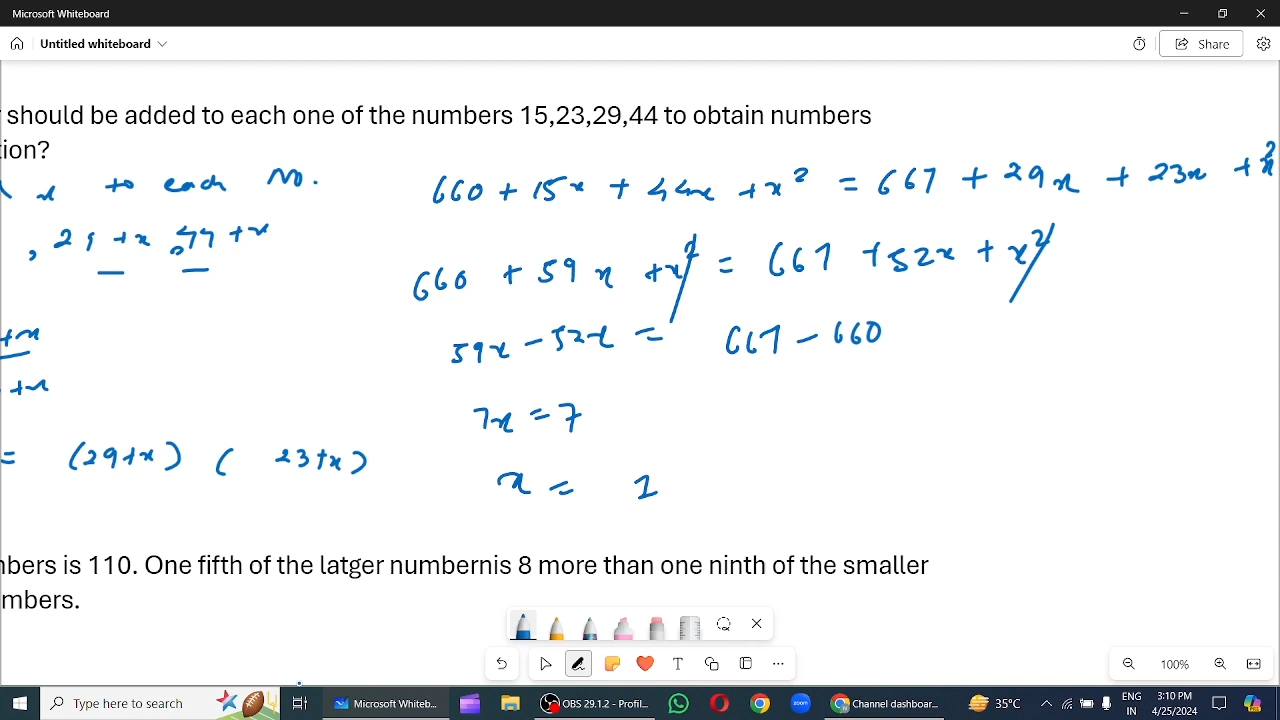 Microsoft Whiteboard
Untitled whiteboard
Share
should be added to each one of the numbers 15,23,29,44 to obtain numbers
tion?
x to each No.
660 + 15x + 44x + x² = 667 + 29x + 23x + x²
, 29 +x , 44 +x
660 + 59x + x² = 667 + 52x + x²
+x
59x - 52x = 667 - 660
+x
7x = 7
= (29+x) ( 23+x)
x = 1
nbers is 110. One fifth of the latger numbernis 8 more than one ninth of the smaller
mbers.
T
100%
Type here to search
Microsoft Whiteb...
OBS 29.1.2 - Profil...
zoom
Channel dashboar...
35°C
ENG
IN
3:10 PM
4/25/2024